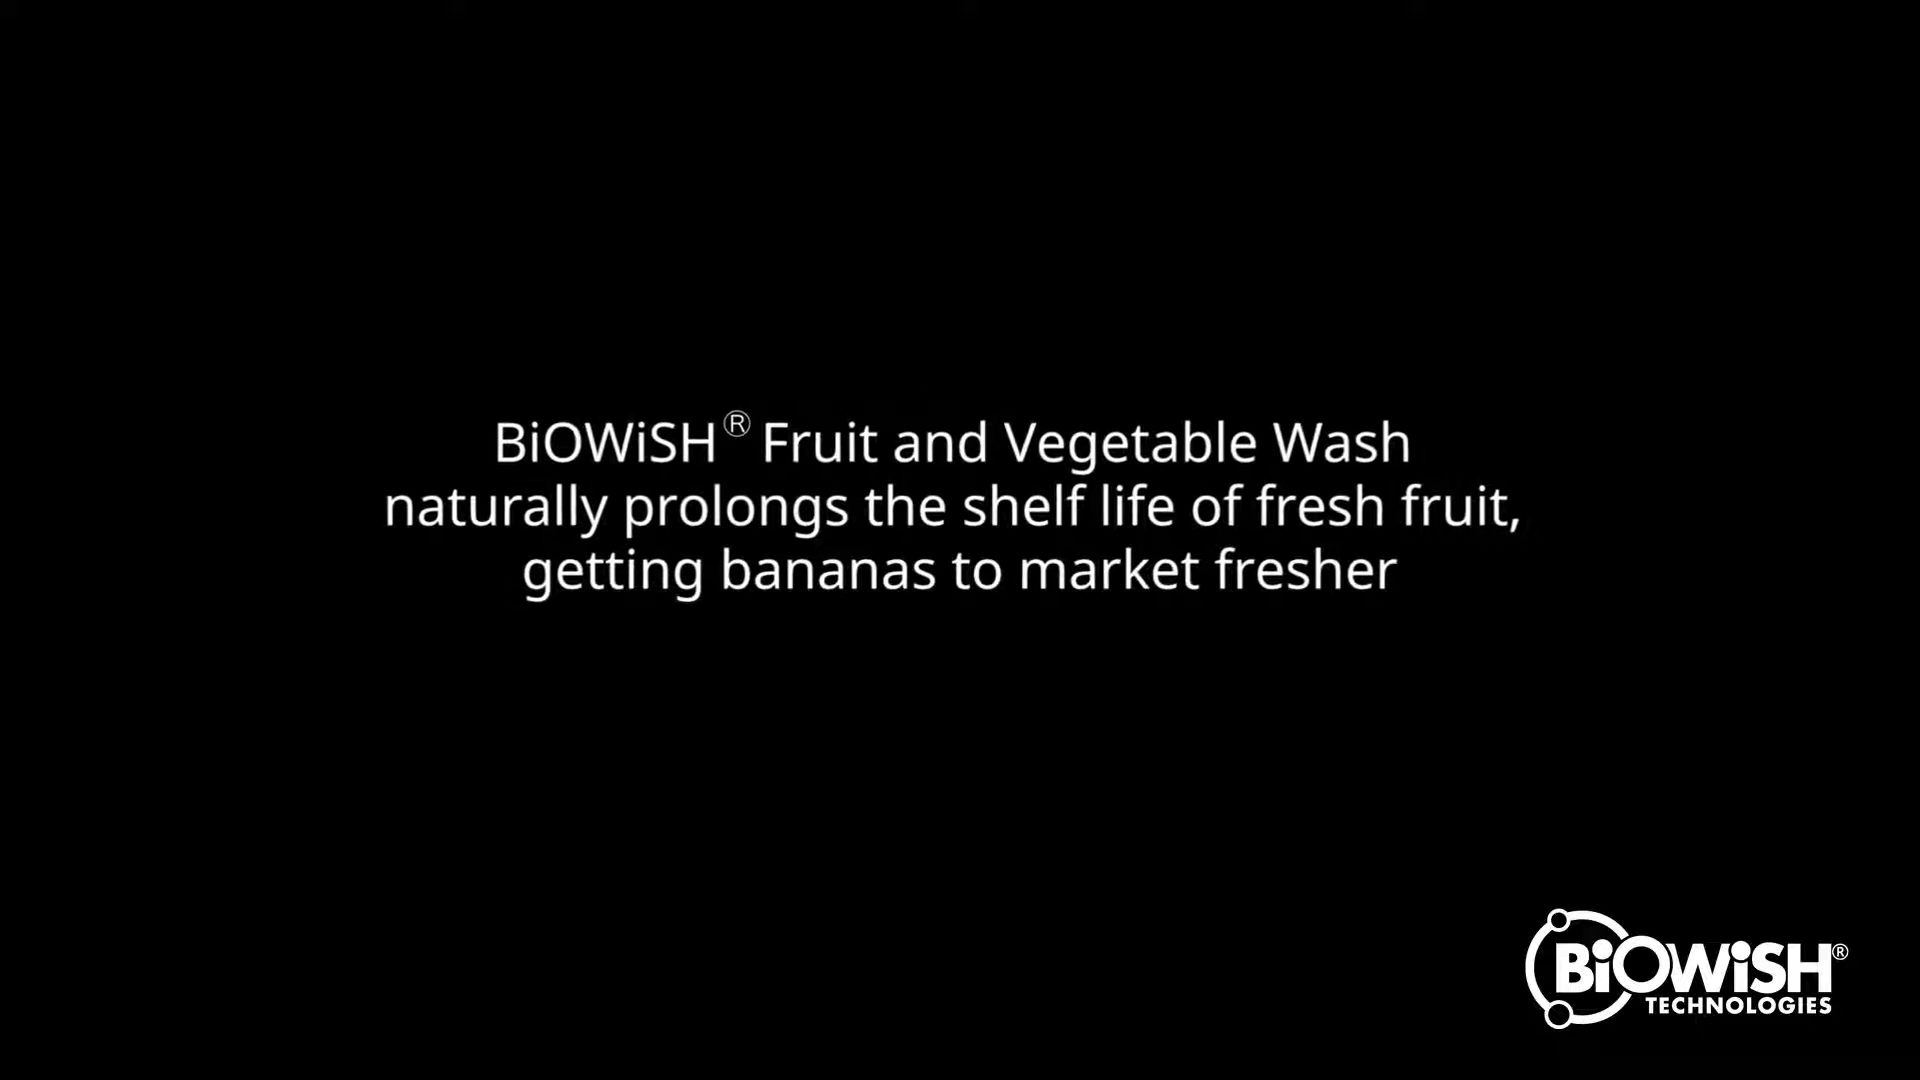 BiOWiSH® Fruit and Vegetable Wash
naturally prolongs the shelf life of fresh fruit,
getting bananas to market fresher
BiOWiSH®
TECHNOLOGIES